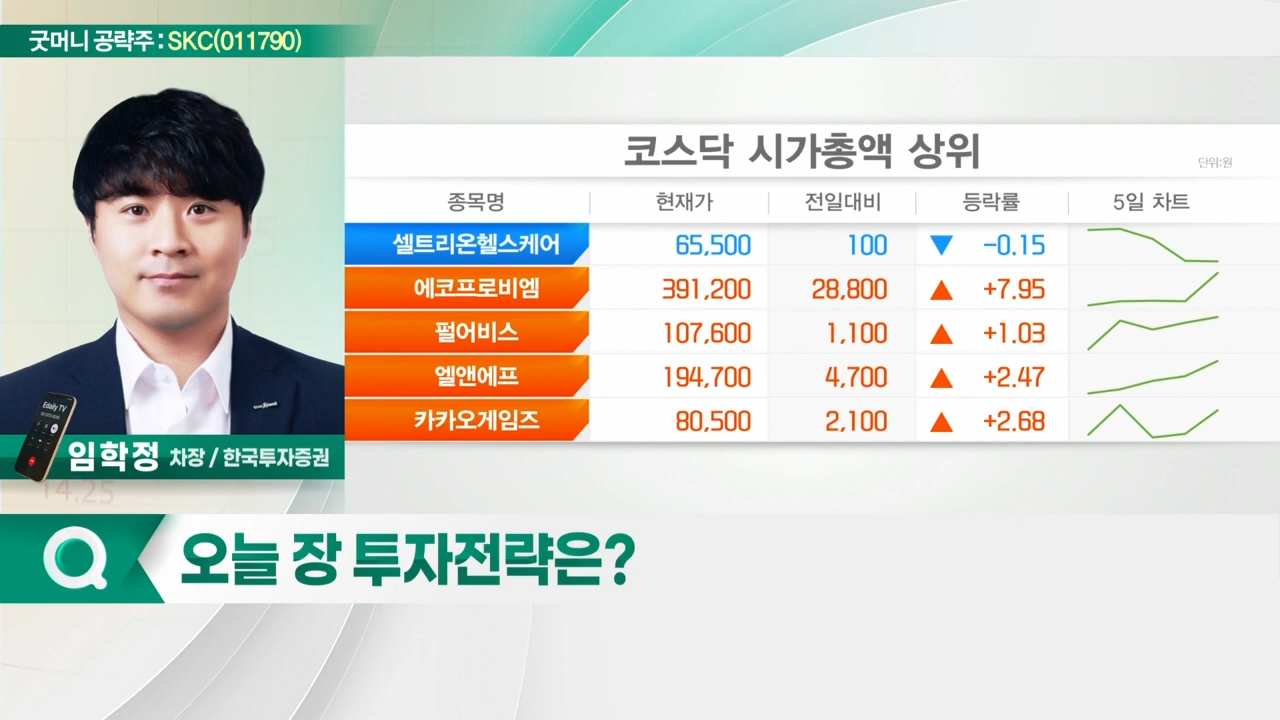 굿머니 공략주 : SKC(011790)
코스닥 시가총액 상위
단위:원
종목명 현재가 전일대비 등락률 5일 차트
셀트리온헬스케어 65,500 100 ▼ -0.15
에코프로비엠 391,200 28,800 ▲ +7.95
펄어비스 107,600 1,100 ▲ +1.03
엘앤에프 194,700 4,700 ▲ +2.47
카카오게임즈 80,500 2,100 ▲ +2.68
Edaily TV
임학정 차장 / 한국투자증권
14.25
Q 오늘 장 투자전략은?